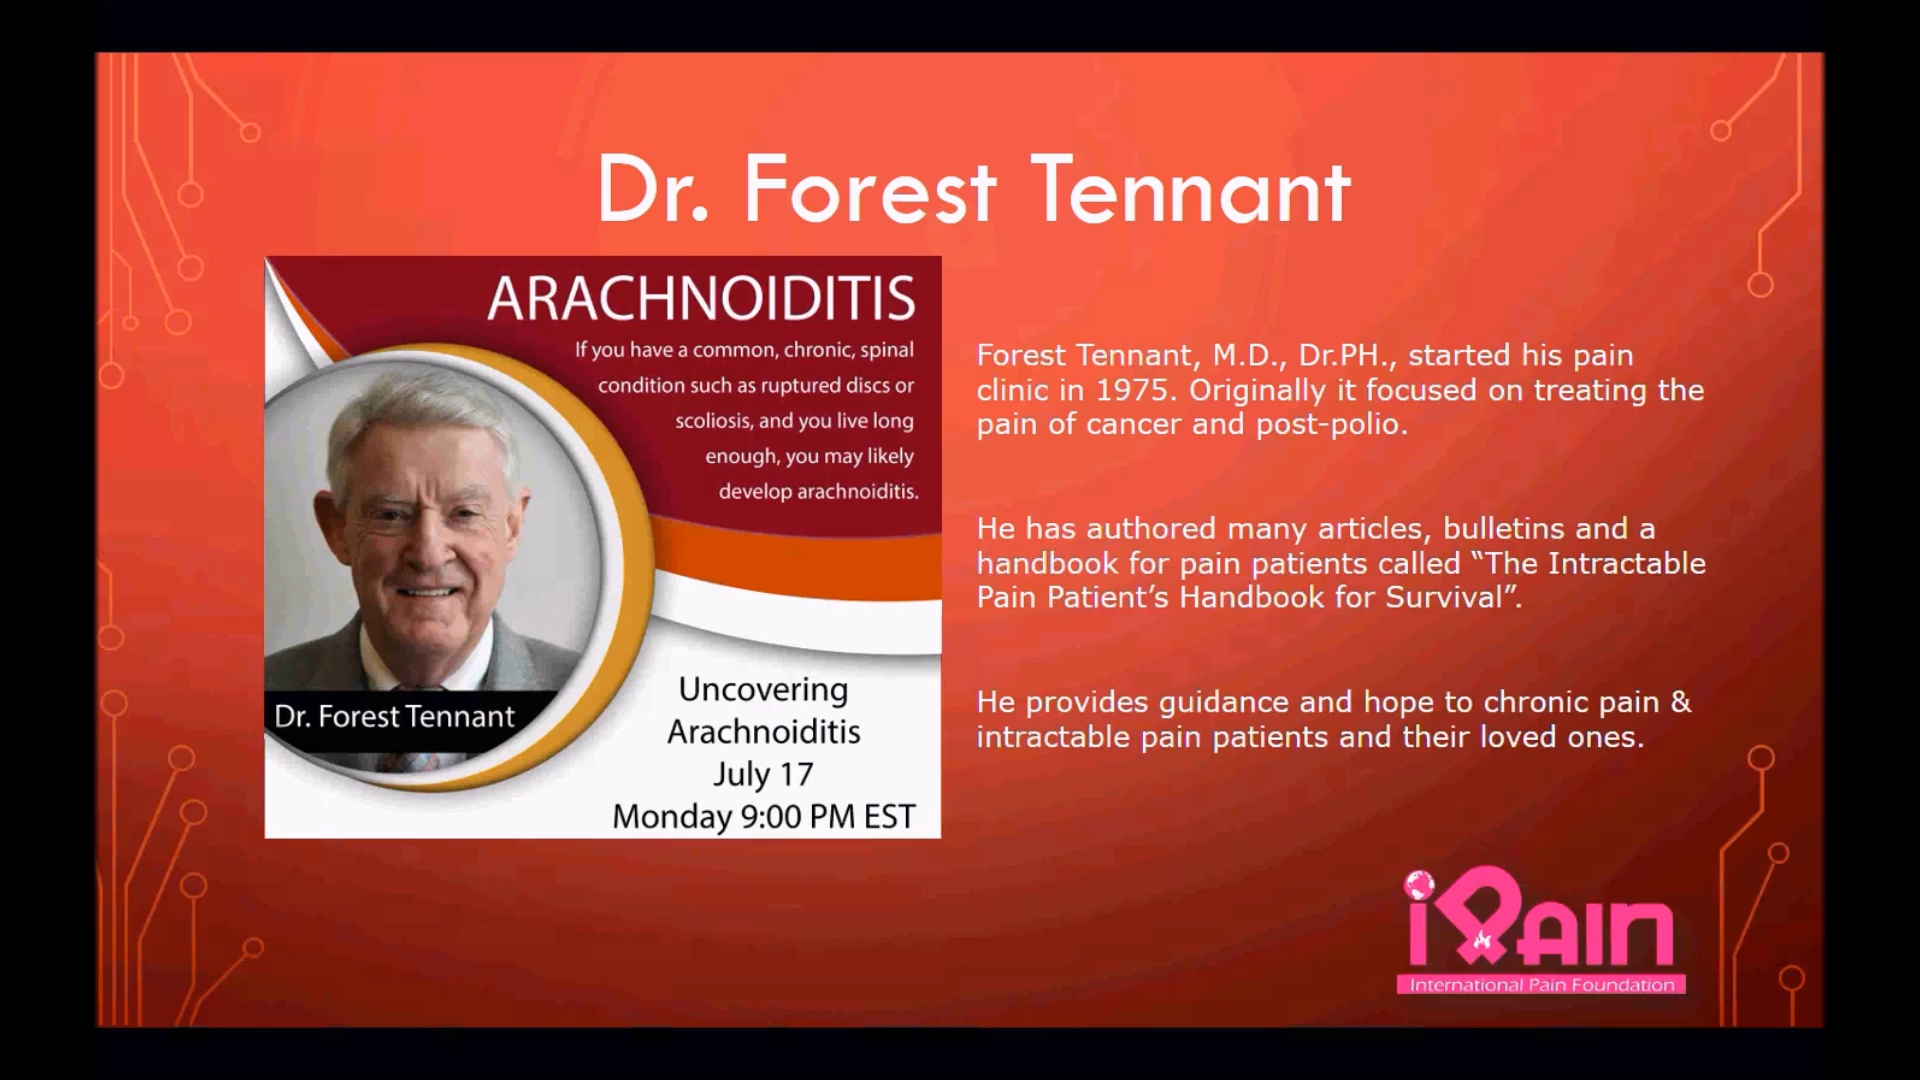 Dr. Forest Tennant
ARACHNOIDITIS
If you have a common, chronic, spinal
condition such as ruptured discs or
scoliosis, and you live long
enough, you may likely
develop arachnoiditis.
Dr. Forest Tennant
Uncovering
Arachnoiditis
July 17
Monday 9:00 PM EST
Forest Tennant, M.D., Dr.PH., started his pain
clinic in 1975. Originally it focused on treating the
pain of cancer and post-polio.
He has authored many articles, bulletins and a
handbook for pain patients called “The Intractable
Pain Patient’s Handbook for Survival”.
He provides guidance and hope to chronic pain &
intractable pain patients and their loved ones.
iPain
International Pain Foundation